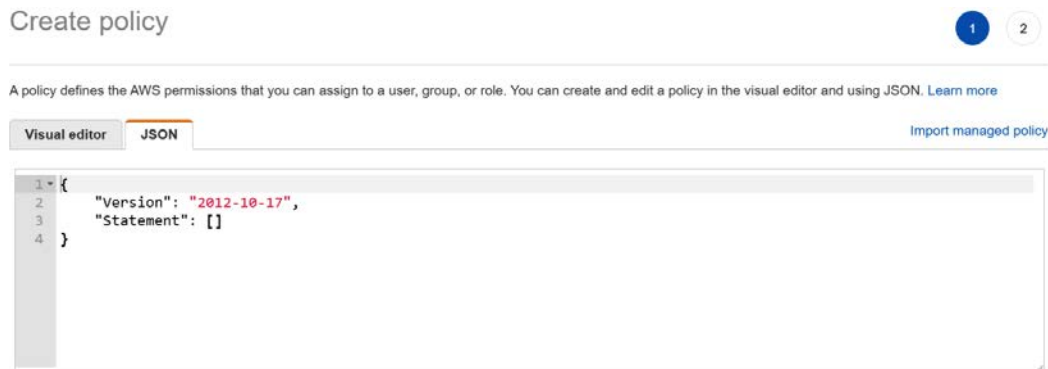 Create policy
1 2
A policy defines the AWS permissions that you can assign to a user, group, or role. You can create and edit a policy in the visual editor and using JSON. Learn more
Visual editor JSON Import managed policy
1 {
2 "Version": "2012-10-17",
3 "Statement": []
4 }